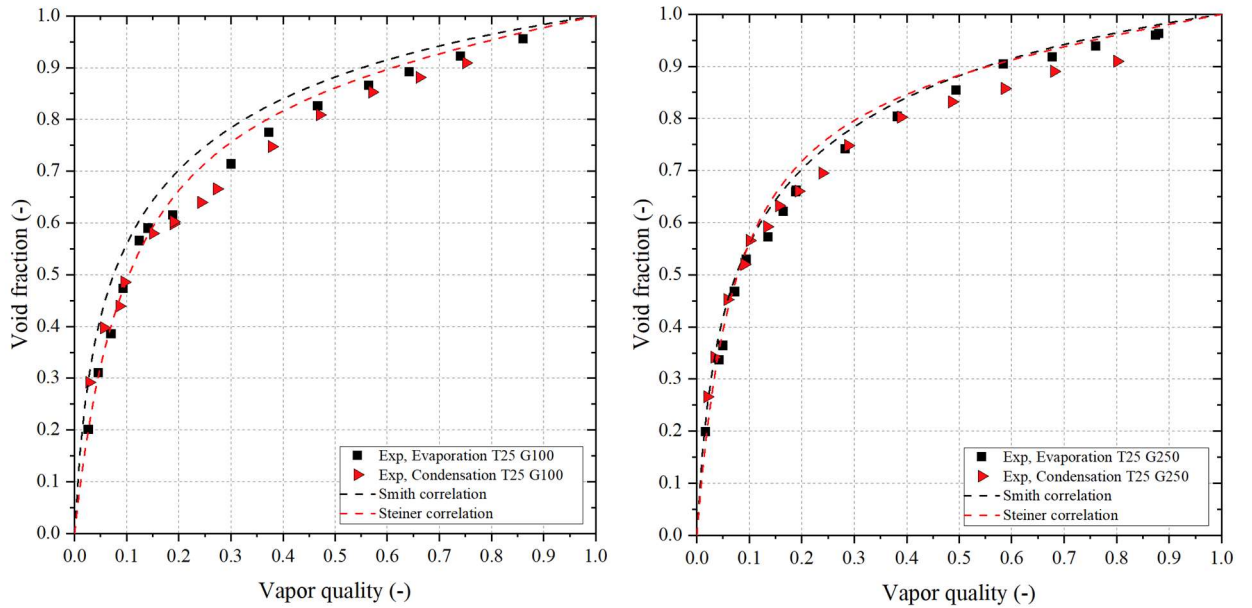 1.0
0.9
0.8
0.7
0.6
0.5
0.4
0.3
0.2
0.1
0.0
Void fraction (-)
Exp, Evaporation T25 G100
Exp, Condensation T25 G100
Smith correlation
Steiner correlation
0.0 0.1 0.2 0.3 0.4 0.5 0.6 0.7 0.8 0.9 1.0
Vapor quality (-)
1.0
0.9
0.8
0.7
0.6
0.5
0.4
0.3
0.2
0.1
0.0
Void fraction (-)
Exp, Evaporation T25 G250
Exp, Condensation T25 G250
Smith correlation
Steiner correlation
0.0 0.1 0.2 0.3 0.4 0.5 0.6 0.7 0.8 0.9 1.0
Vapor quality (-)